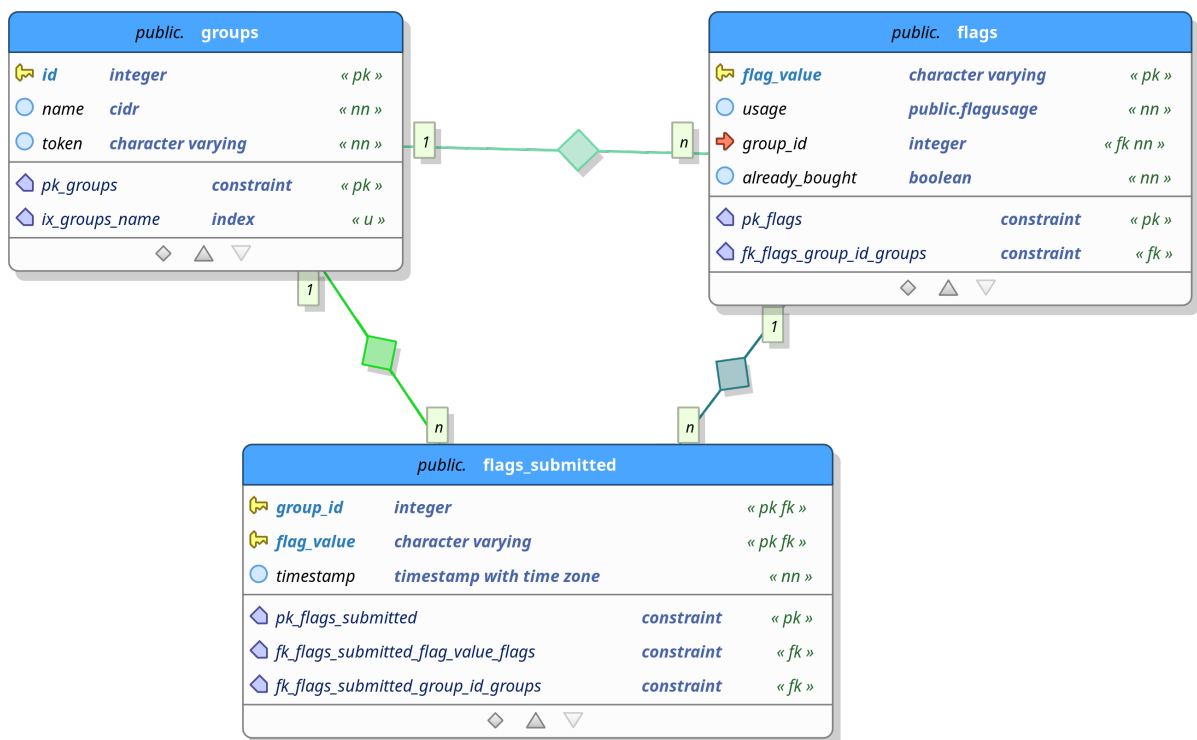 public. groups
id integer « pk »
name cidr « nn »
token character varying « nn »
pk_groups constraint « pk »
ix_groups_name index « u »
public. flags
flag_value character varying « pk »
usage public.flagusage « nn »
group_id integer « fk nn »
already_bought boolean « nn »
pk_flags constraint « pk »
fk_flags_group_id_groups constraint « fk »
1
n
1
n
1
n
public. flags_submitted
group_id integer « pk fk »
flag_value character varying « pk fk »
timestamp timestamp with time zone « nn »
pk_flags_submitted constraint « pk »
fk_flags_submitted_flag_value_flags constraint « fk »
fk_flags_submitted_group_id_groups constraint « fk »